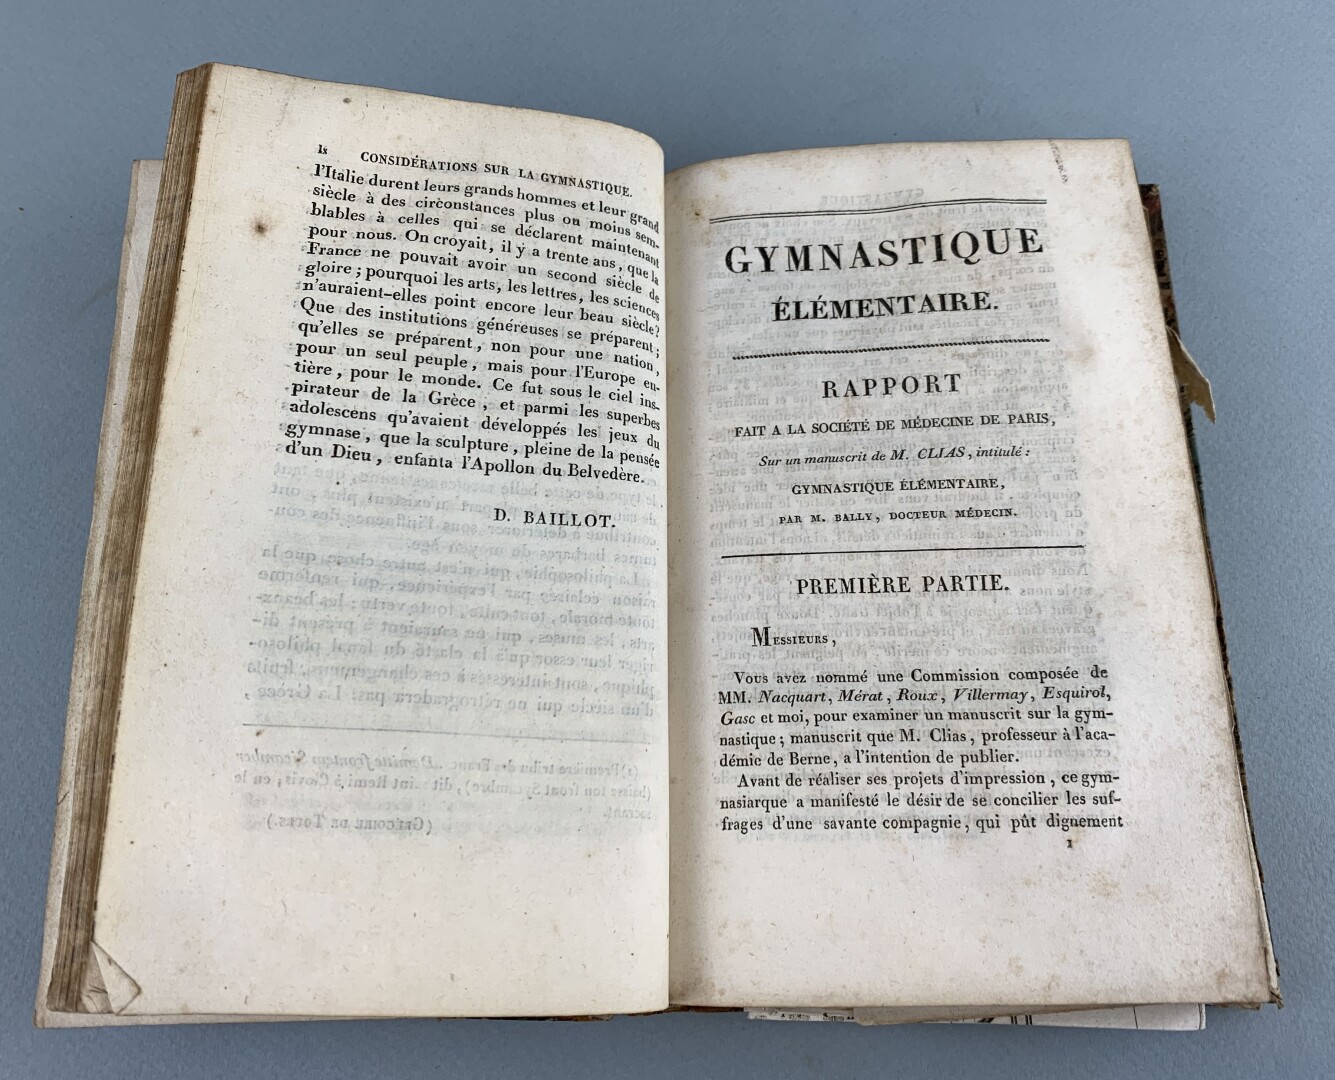 lx CONSIDÉRATIONS SUR LA GYMNASTIQUE.
l'Italie durent leurs grands hommes et leur grand
siècle à des circonstances plus ou moins sem-
blables à celles qui se déclarent maintenant
pour nous. On croyait, il y a trente ans, que la
France ne pouvait avoir un second siècle de
gloire ; pourquoi les arts, les lettres, les sciences
n'auraient-elles point encore leur beau siècle?
Que des institutions généreuses se préparent ;
qu'elles se préparent, non pour une nation,
pour un seul peuple, mais pour l'Europe en-
tière, pour le monde. Ce fut sous le ciel ins-
pirateur de la Grèce, et parmi les superbes
adolescens qu'avaient développés les jeux du
gymnase, que la sculpture, pleine de la pensée
d'un Dieu, enfanta l'Apollon du Belvedère.
D. BAILLOT.
GYMNASTIQUE
ÉLÉMENTAIRE.
RAPPORT
FAIT A LA SOCIÉTÉ DE MÉDECINE DE PARIS,
Sur un manuscrit de M. CLIAS, intitulé :
GYMNASTIQUE ÉLÉMENTAIRE,
PAR M. BALLY, DOCTEUR MÉDECIN.
PREMIÈRE PARTIE.
MESSIEURS,
Vous avez nommé une Commission composée de
MM. Nacquart, Mérat, Roux, Villermay, Esquirol,
Gasc et moi, pour examiner un manuscrit sur la gym-
nastique ; manuscrit que M. Clias, professeur à l'aca-
démie de Berne, a l'intention de publier.
Avant de réaliser ses projets d'impression, ce gym-
nasiarque a manifesté le désir de se concilier les suf-
frages d'une savante compagnie, qui pût dignement
1